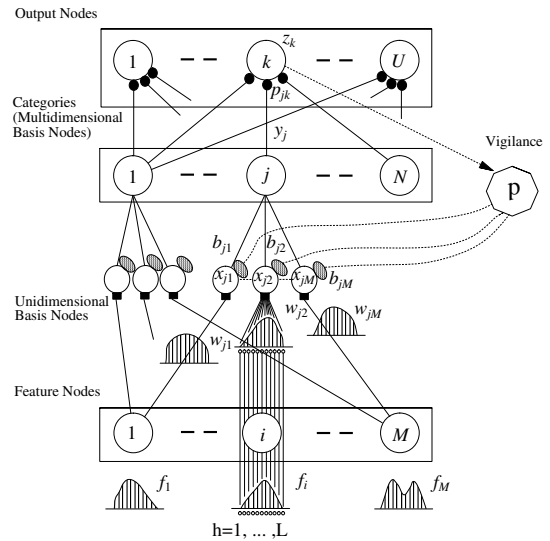 Output Nodes
z_k
1 k U
p_jk
Categories
(Multidimensional
Basis Nodes)
y_j
Vigilance
1 j N
p
b_j1 b_j2
x_j1 x_j2 x_jM b_jM
Unidimensional
Basis Nodes
w_j1 w_j2 w_jM
Feature Nodes
1 i M
f_1 f_i f_M
h=1, ... ,L